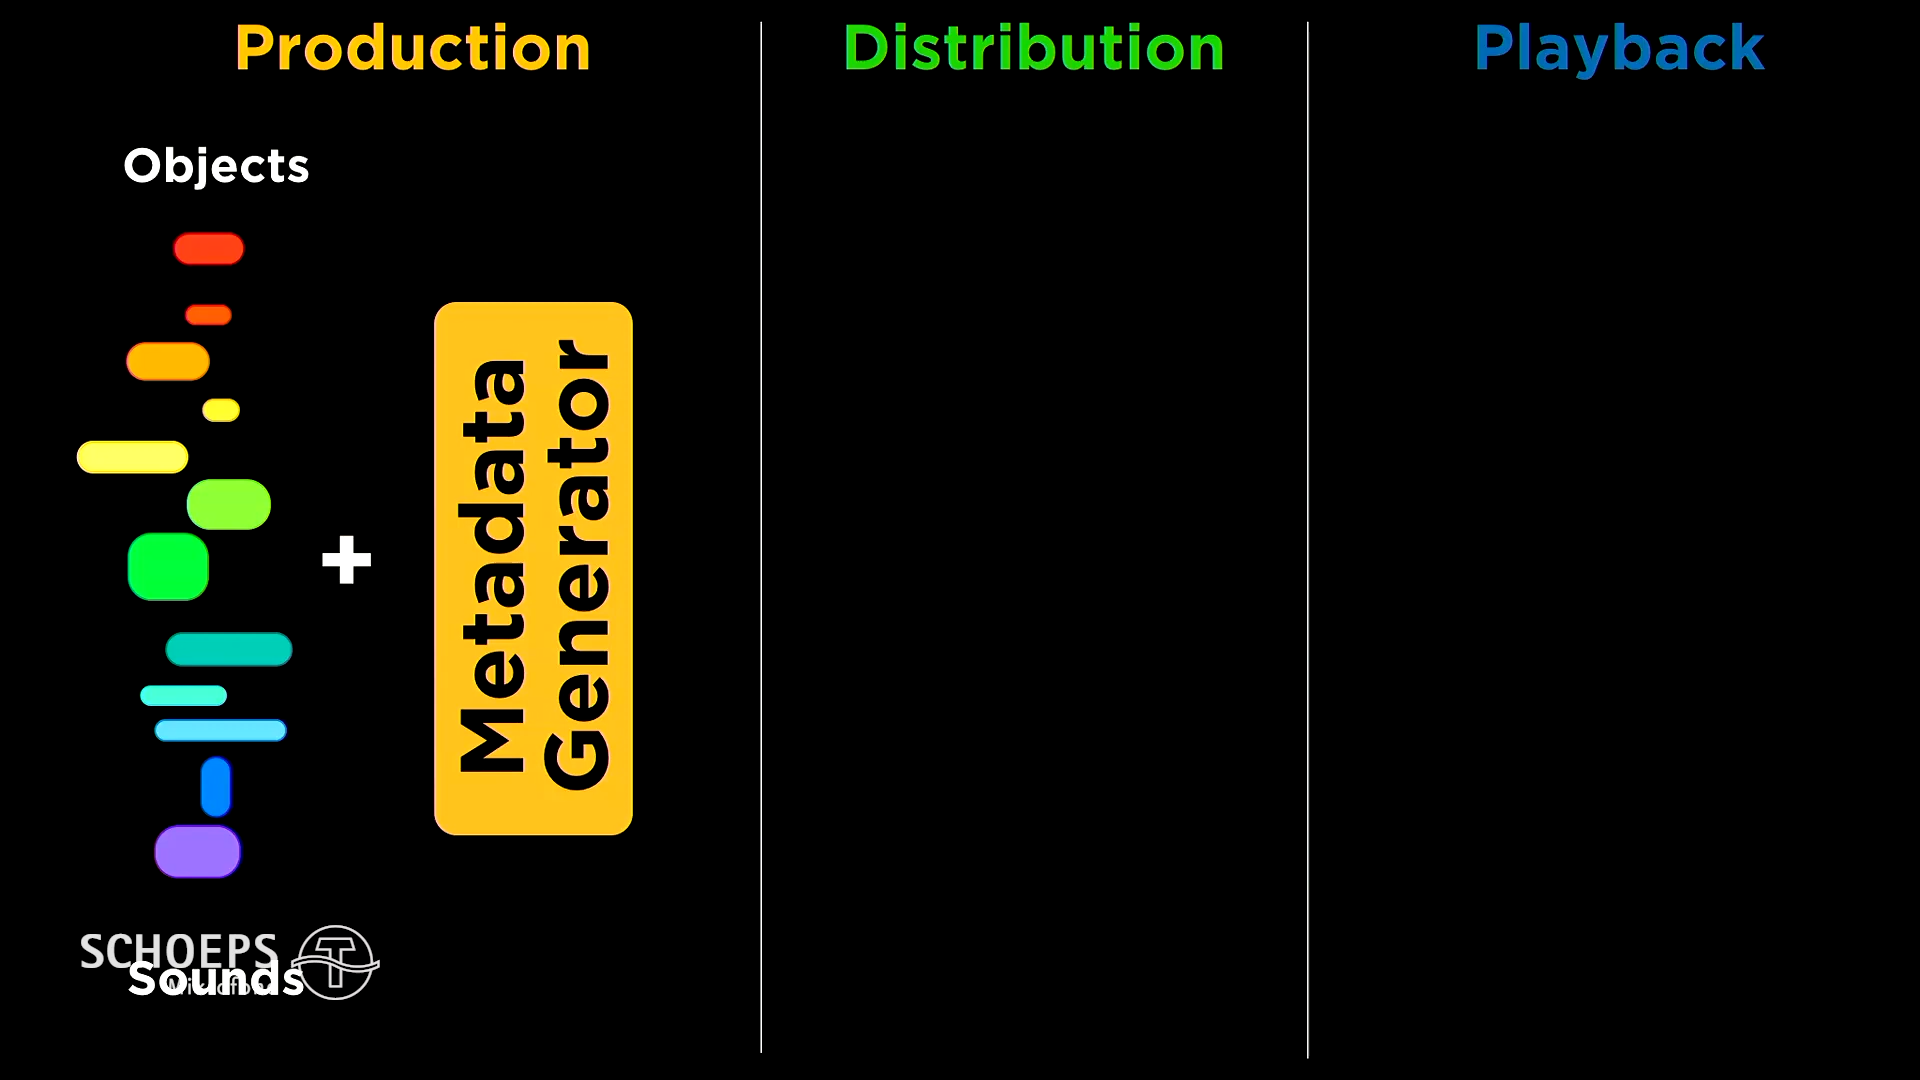 Production
Distribution
Playback
Objects
Metadata
Generator
SCHOEPS
Sounds